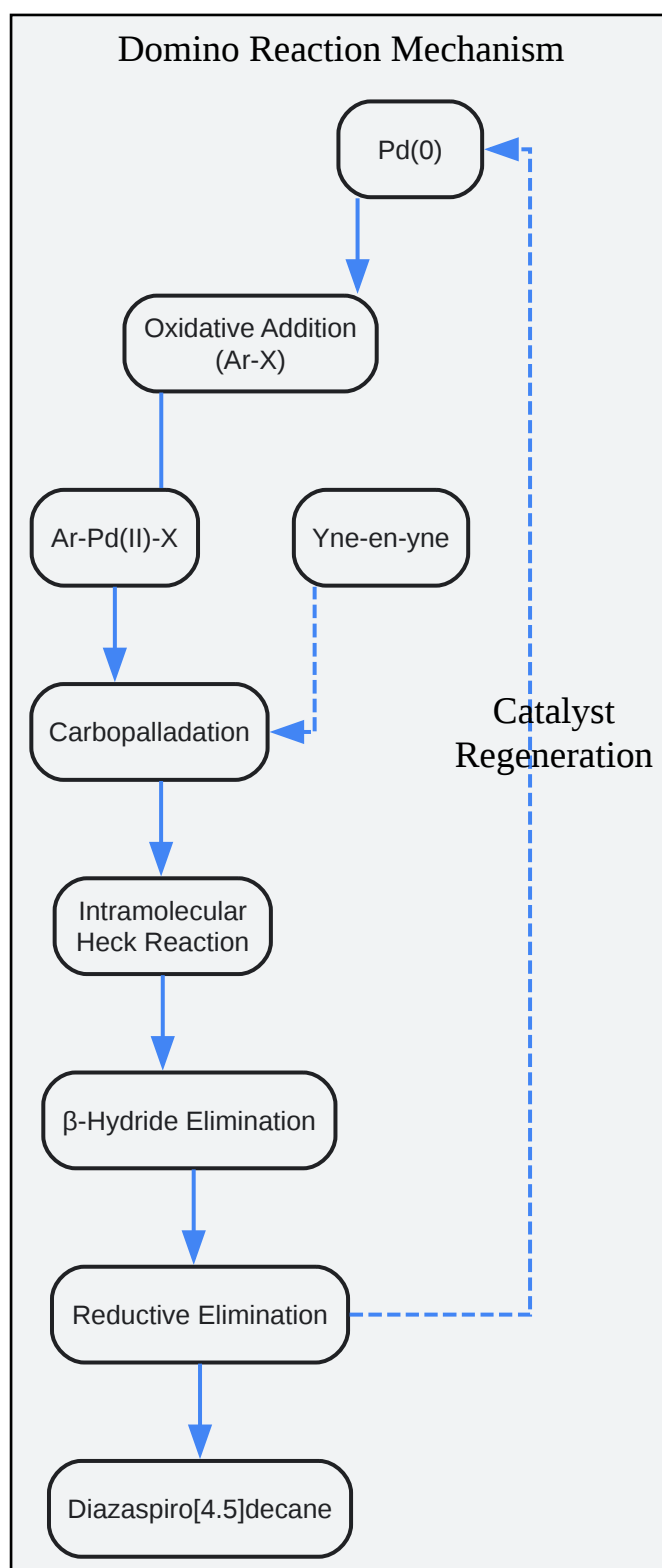 Domino Reaction Mechanism
Pd(0)
Oxidative Addition
(Ar-X)
Ar-Pd(II)-X
Yne-en-yne
Carbopalladation
Catalyst
Regeneration
Intramolecular
Heck Reaction
β-Hydride Elimination
Reductive Elimination
Diazaspiro[4.5]decane